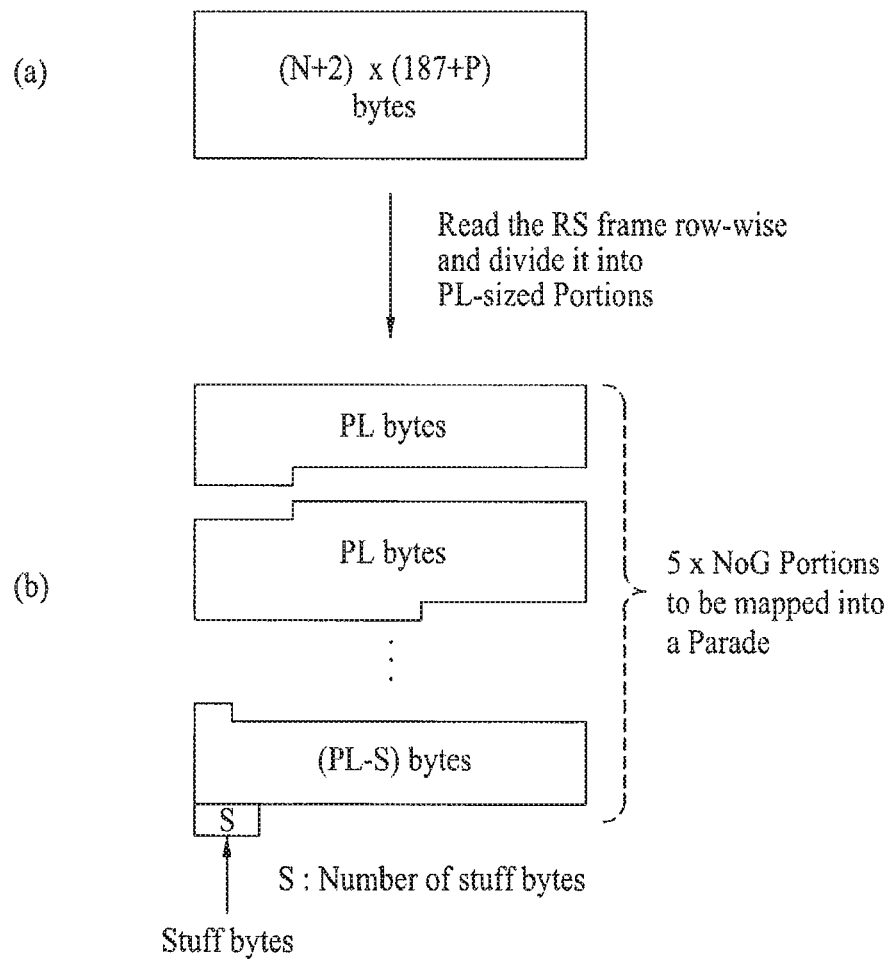 (a)
(N+2) x (187+P)
bytes
Read the RS frame row-wise
and divide it into
PL-sized Portions
PL bytes
PL bytes
(b)
5 x NoG Portions
to be mapped into
a Parade
(PL-S) bytes
S
S : Number of stuff bytes
Stuff bytes